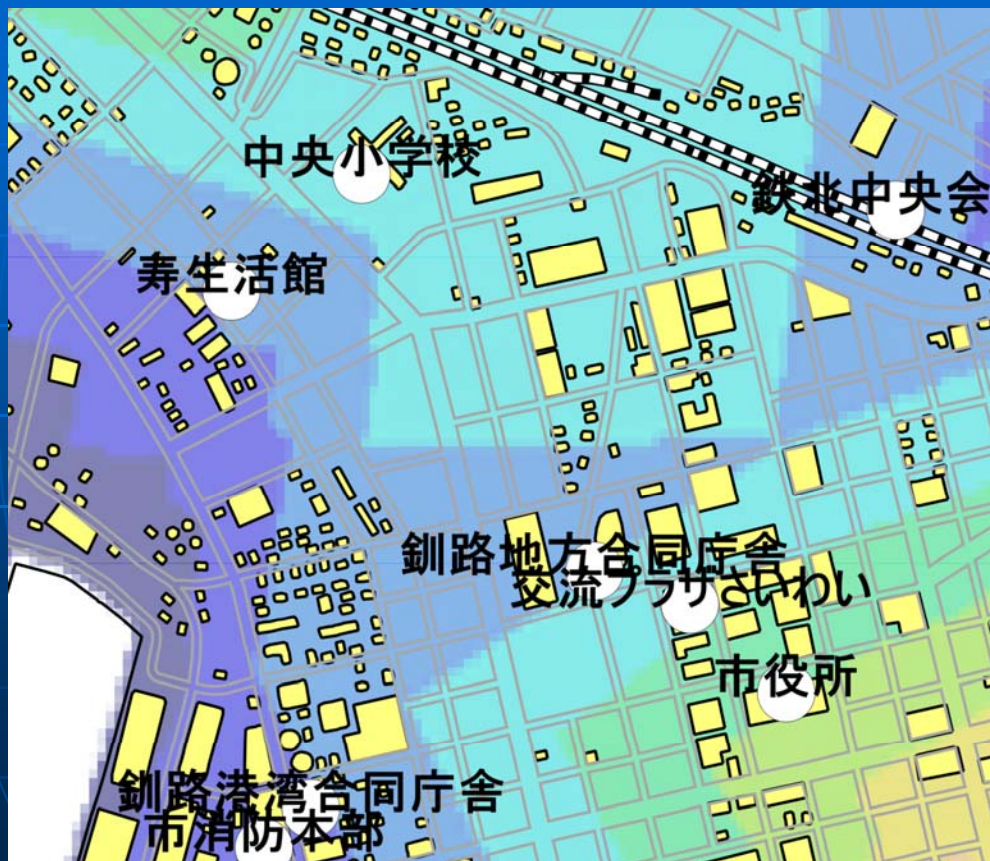 中央小学校
鉄北中央会
寿生活館
釧路地方合同庁舎
交流プラザさいわい
市役所
釧路港湾合同庁舎
市消防本部